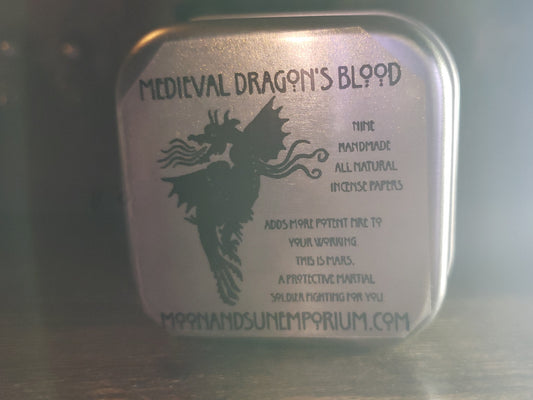 MEDIEVAL DRAGON'S BLOOD
NINE
HANDMADE
ALL NATURAL
INCENSE PAPERS
ADDS MORE POTENT FIRE TO
YOUR WORKING.
THIS IS MARS,
A PROTECTIVE MARTIAL
SOLDIER FIGHTING FOR YOU.
MOONANDSUNEMPORIUM.COM